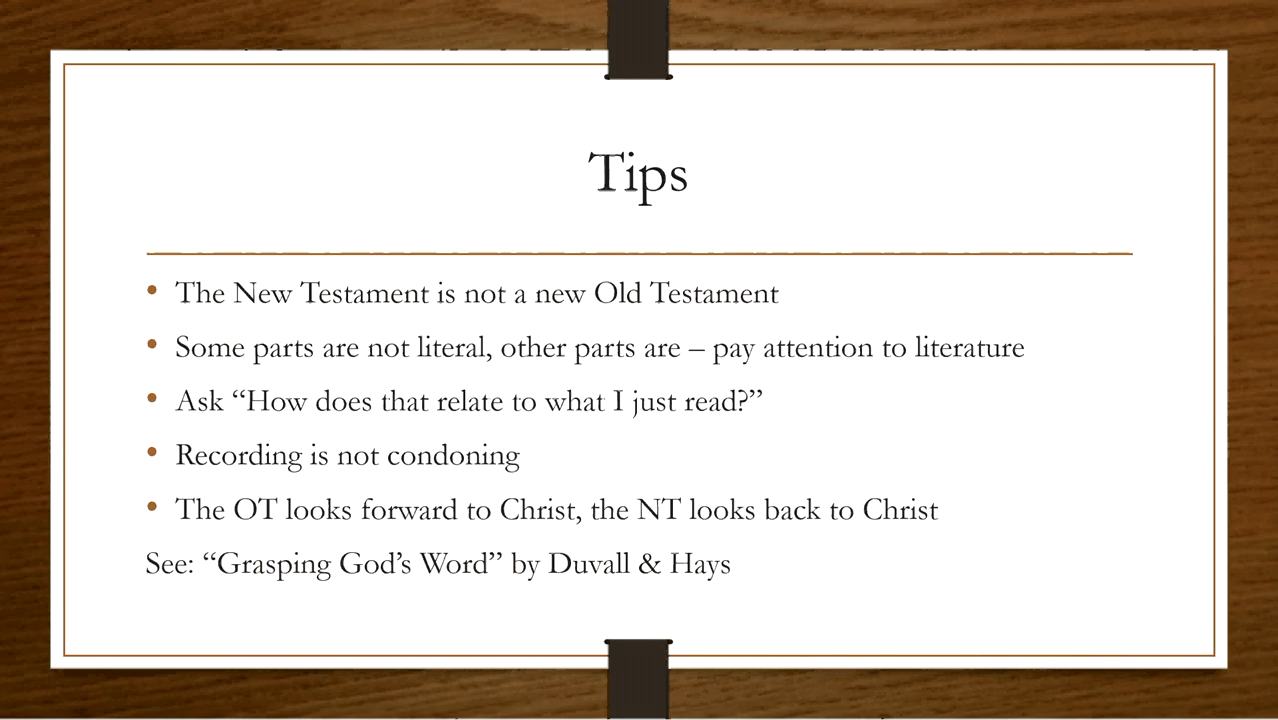 Tips
• The New Testament is not a new Old Testament
• Some parts are not literal, other parts are – pay attention to literature
• Ask “How does that relate to what I just read?”
• Recording is not condoning
• The OT looks forward to Christ, the NT looks back to Christ
See: “Grasping God’s Word” by Duvall & Hays